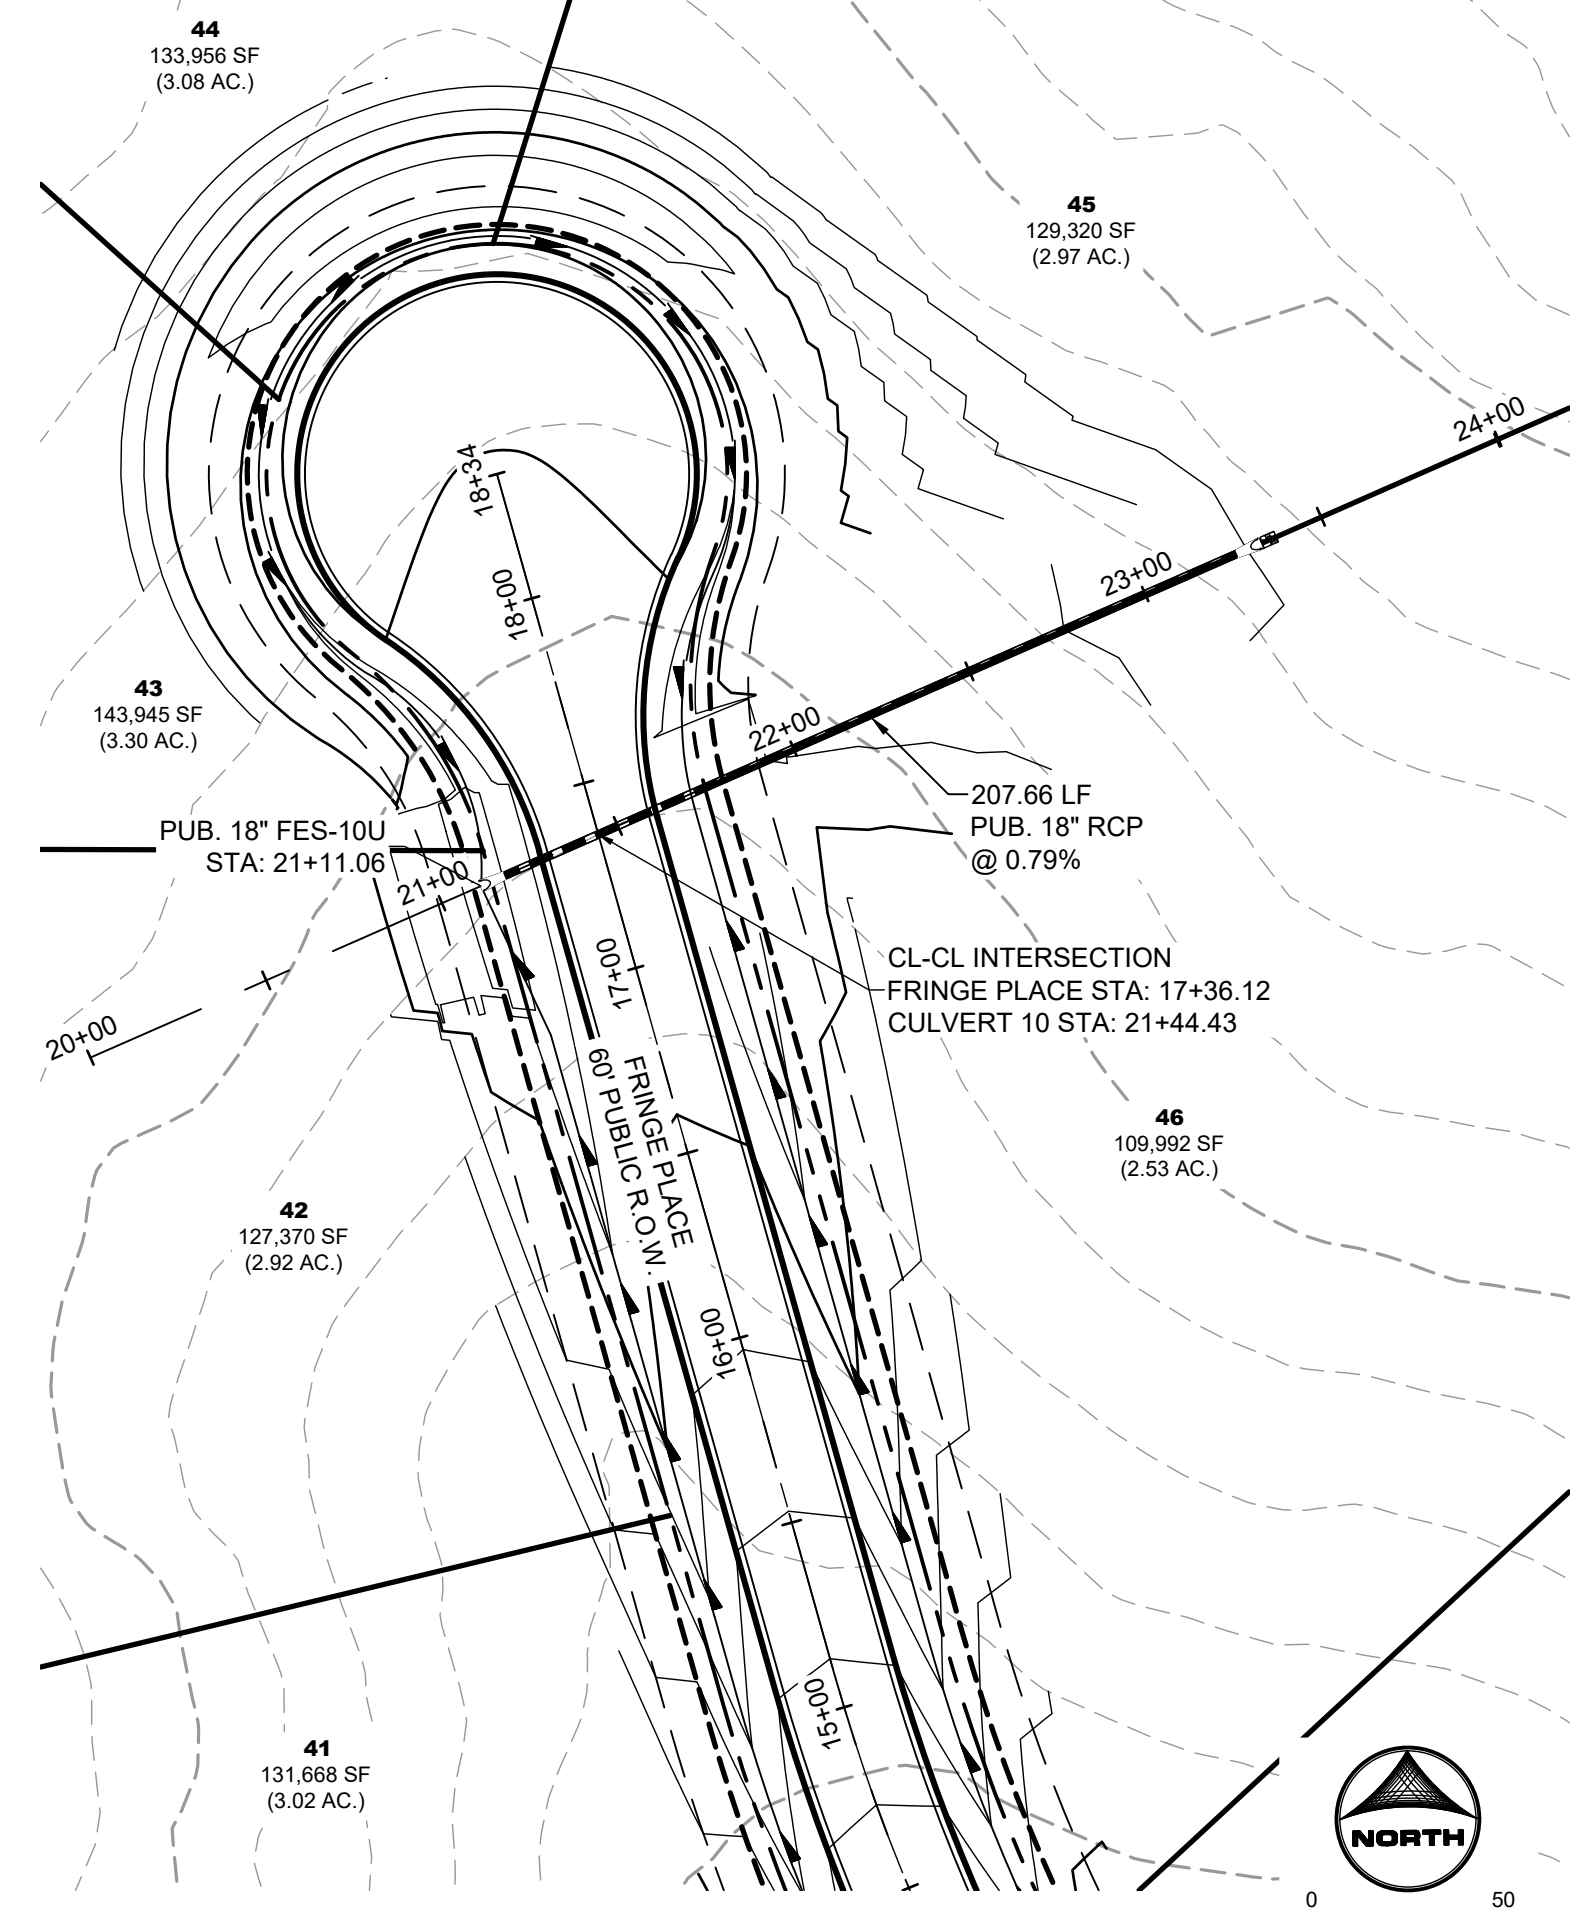 44
133,956 SF
(3.08 AC.)
45
129,320 SF
(2.97 AC.)
24+00
18+34
23+00
18+00
43
143,945 SF
(3.30 AC.)
22+00
207.66 LF
PUB. 18" RCP
@ 0.79%
PUB. 18" FES-10U
STA: 21+11.06
21+00
CL-CL INTERSECTION
FRINGE PLACE STA: 17+36.12
CULVERT 10 STA: 21+44.43
17+00
20+00
FRINGE PLACE
60' PUBLIC R.O.W.
46
109,992 SF
(2.53 AC.)
42
127,370 SF
(2.92 AC.)
16+00
15+00
41
131,668 SF
(3.02 AC.)
NORTH
0 50